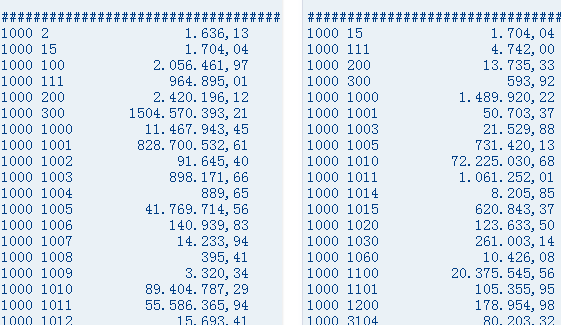 ###################################
1000 2 1.636,13
1000 15 1.704,04
1000 100 2.056.461,97
1000 111 964.895,01
1000 200 2.420.196,12
1000 300 1504.570.393,21
1000 1000 11.467.943,45
1000 1001 828.700.532,61
1000 1002 91.645,40
1000 1003 898.171,66
1000 1004 889,65
1000 1005 41.769.714,56
1000 1006 140.939,83
1000 1007 14.233,94
1000 1008 395,41
1000 1009 3.320,34
1000 1010 89.404.787,29
1000 1011 55.586.365,94
1000 1012 15.693,41
################################
1000 15 1.704,04
1000 111 4.742,00
1000 200 13.735,33
1000 300 593,92
1000 1000 1.489.920,22
1000 1001 50.703,37
1000 1003 21.529,88
1000 1005 731.420,13
1000 1010 72.225.030,68
1000 1011 1.061.252,01
1000 1014 8.205,85
1000 1015 620.843,37
1000 1020 123.633,50
1000 1030 261.003,14
1000 1060 10.426,08
1000 1100 20.375.545,56
1000 1101 105.355,95
1000 1200 178.954,98
1000 3104 80.203,32